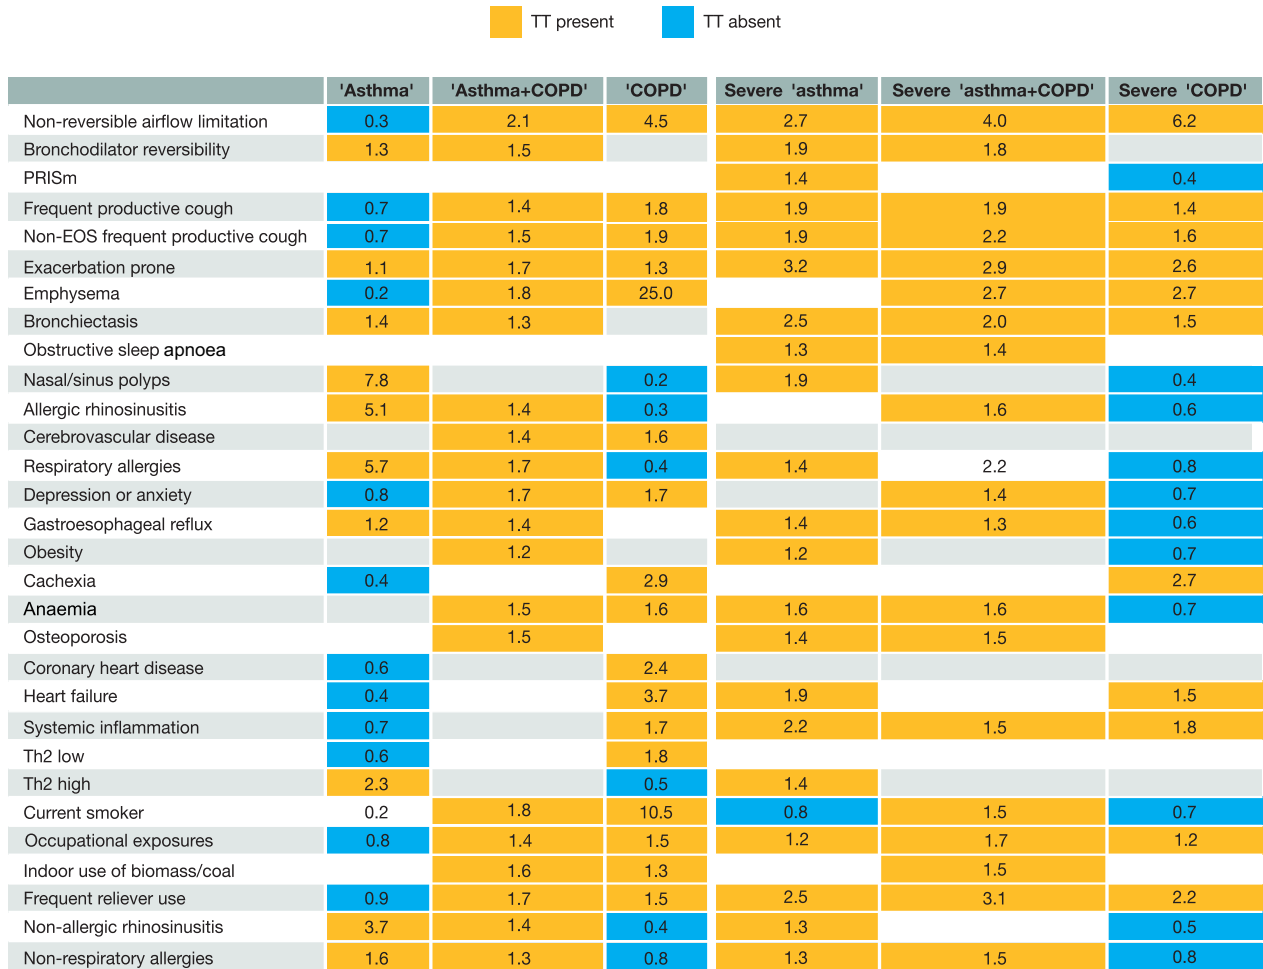 TT present TT absent
'Asthma' 'Asthma+COPD' 'COPD' Severe 'asthma' Severe 'asthma+COPD' Severe 'COPD'
Non-reversible airflow limitation 0.3 2.1 4.5 2.7 4.0 6.2
Bronchodilator reversibility 1.3 1.5 1.9 1.8
PRISm 1.4 0.4
Frequent productive cough 0.7 1.4 1.8 1.9 1.9 1.4
Non-EOS frequent productive cough 0.7 1.5 1.9 1.9 2.2 1.6
Exacerbation prone 1.1 1.7 1.3 3.2 2.9 2.6
Emphysema 0.2 1.8 25.0 2.7 2.7
Bronchiectasis 1.4 1.3 2.5 2.0 1.5
Obstructive sleep apnoea 1.3 1.4
Nasal/sinus polyps 7.8 0.2 1.9 0.4
Allergic rhinosinusitis 5.1 1.4 0.3 1.6 0.6
Cerebrovascular disease 1.4 1.6
Respiratory allergies 5.7 1.7 0.4 1.4 2.2 0.8
Depression or anxiety 0.8 1.7 1.7 1.4 0.7
Gastroesophageal reflux 1.2 1.4 1.4 1.3 0.6
Obesity 1.2 1.2 0.7
Cachexia 0.4 2.9 2.7
Anaemia 1.5 1.6 1.6 1.6 0.7
Osteoporosis 1.5 1.4 1.5
Coronary heart disease 0.6 2.4
Heart failure 0.4 3.7 1.9 1.5
Systemic inflammation 0.7 1.7 2.2 1.5 1.8
Th2 low 0.6 1.8
Th2 high 2.3 0.5 1.4
Current smoker 0.2 1.8 10.5 0.8 1.5 0.7
Occupational exposures 0.8 1.4 1.5 1.2 1.7 1.2
Indoor use of biomass/coal 1.6 1.3 1.5
Frequent reliever use 0.9 1.7 1.5 2.5 3.1 2.2
Non-allergic rhinosinusitis 3.7 1.4 0.4 1.3 0.5
Non-respiratory allergies 1.6 1.3 0.8 1.3 1.5 0.8